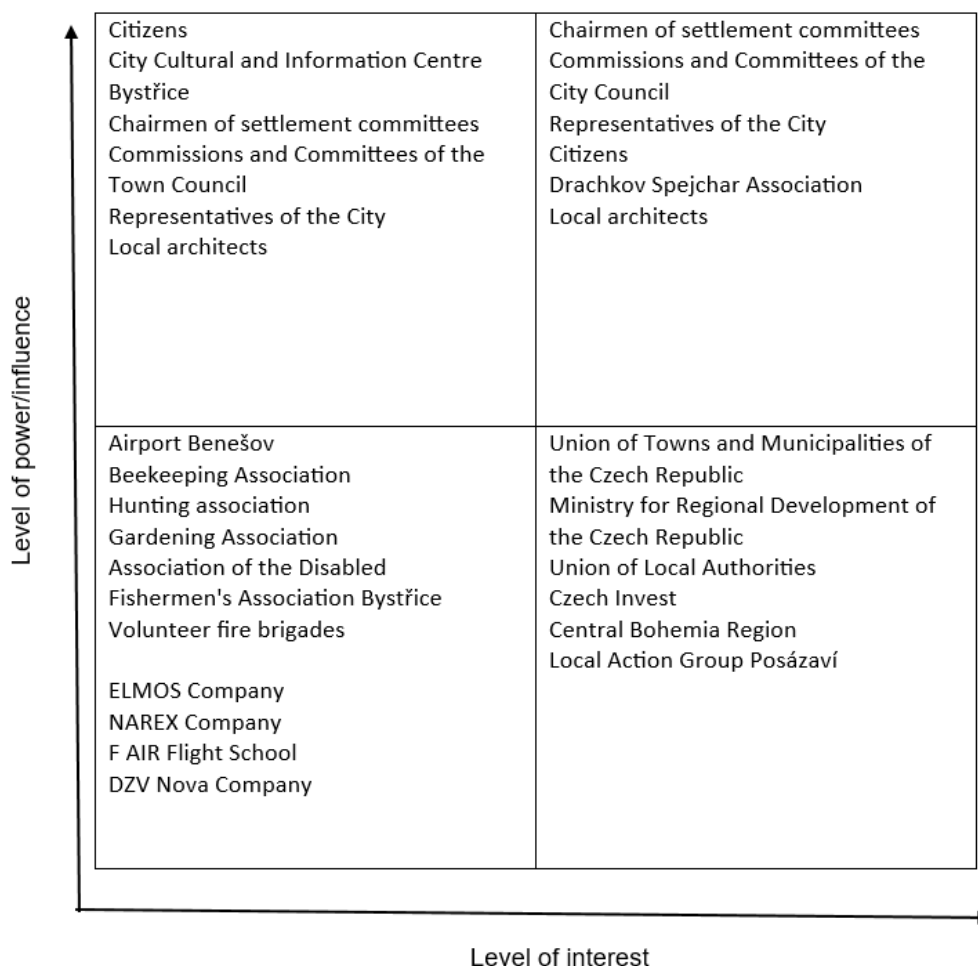 Level of power/influence
Citizens
City Cultural and Information Centre
Bystřice
Chairmen of settlement committees
Commissions and Committees of the
Town Council
Representatives of the City
Local architects
Chairmen of settlement committees
Commissions and Committees of the
City Council
Representatives of the City
Citizens
Drachkov Spejchar Association
Local architects
Airport Benešov
Beekeeping Association
Hunting association
Gardening Association
Association of the Disabled
Fishermen's Association Bystřice
Volunteer fire brigades
ELMOS Company
NAREX Company
F AIR Flight School
DZV Nova Company
Union of Towns and Municipalities of
the Czech Republic
Ministry for Regional Development of
the Czech Republic
Union of Local Authorities
Czech Invest
Central Bohemia Region
Local Action Group Posázaví
Level of interest